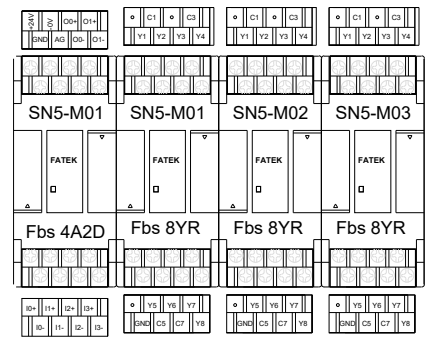 +24V OV O0+ O1+
GND AG O0- O1-
C1 C3
Y1 Y2 Y3 Y4
C1 C3
Y1 Y2 Y3 Y4
C1 C3
Y1 Y2 Y3 Y4
SN5-M01 SN5-M01 SN5-M02 SN5-M03
FATEK FATEK FATEK FATEK
Fbs 4A2D Fbs 8YR Fbs 8YR Fbs 8YR
I0+ I1+ I2+ I3+
I0- I1- I2- I3-
Y5 Y6 Y7
GND C5 C7 Y8
Y5 Y6 Y7
GND C5 C7 Y8
Y5 Y6 Y7
GND C5 C7 Y8